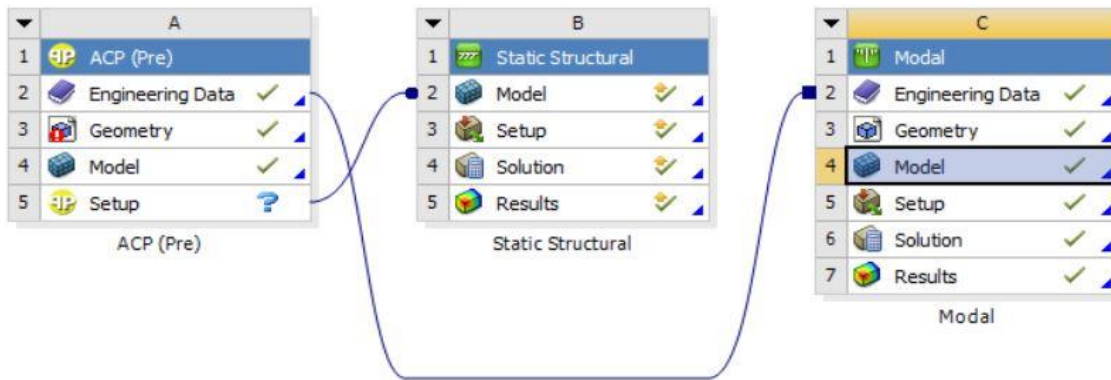 A
1 ACP (Pre)
2 Engineering Data
3 Geometry
4 Model
5 Setup ?
ACP (Pre)
B
1 Static Structural
2 Model
3 Setup
4 Solution
5 Results
Static Structural
C
1 Modal
2 Engineering Data
3 Geometry
4 Model
5 Setup
6 Solution
7 Results
Modal